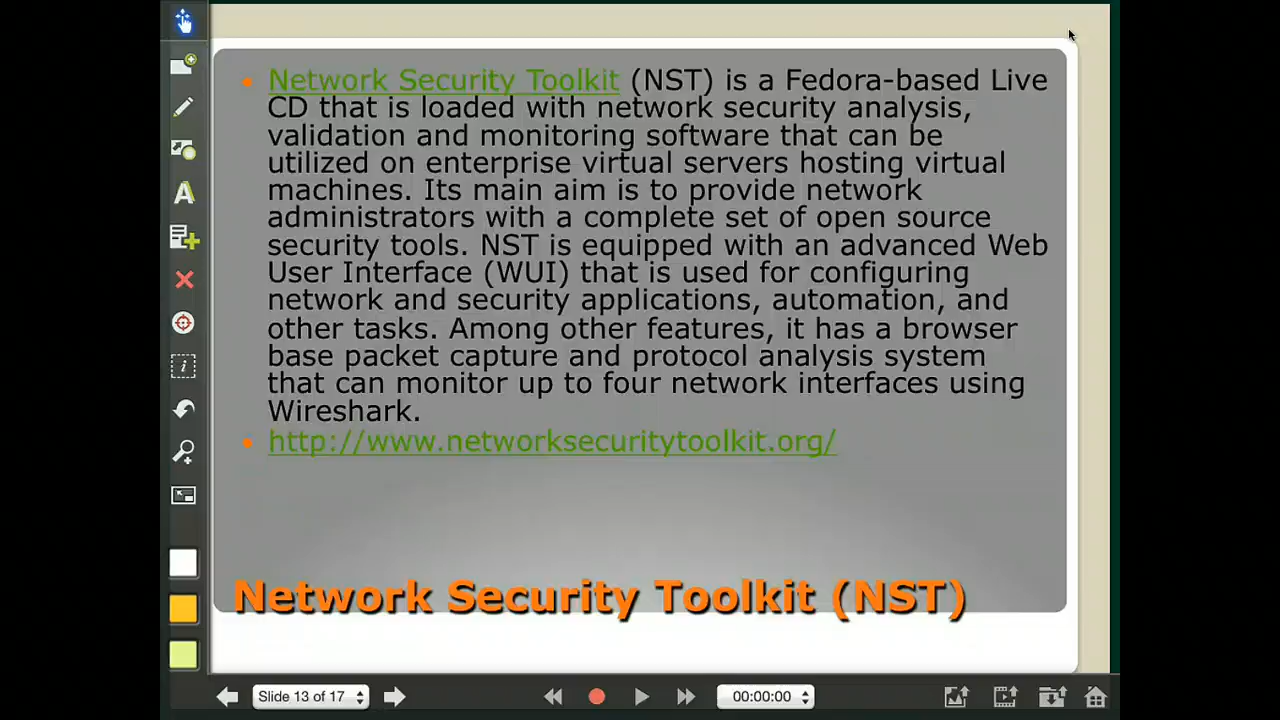 Network Security Toolkit (NST) is a Fedora-based Live
CD that is loaded with network security analysis,
validation and monitoring software that can be
utilized on enterprise virtual servers hosting virtual
machines. Its main aim is to provide network
administrators with a complete set of open source
security tools. NST is equipped with an advanced Web
User Interface (WUI) that is used for configuring
network and security applications, automation, and
other tasks. Among other features, it has a browser
base packet capture and protocol analysis system
that can monitor up to four network interfaces using
Wireshark.
http://www.networksecuritytoolkit.org/
Network Security Toolkit (NST)
Slide 13 of 17
00:00:00